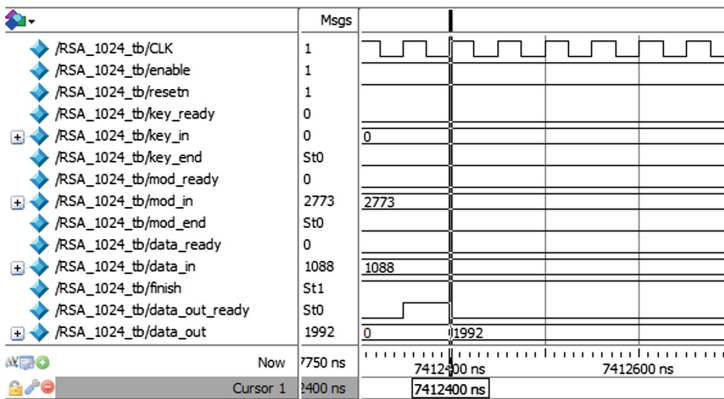 Msgs
/RSA_1024_tb/CLK 1
/RSA_1024_tb/enable 1
/RSA_1024_tb/resetn 1
/RSA_1024_tb/key_ready 0
/RSA_1024_tb/key_in 0 0
/RSA_1024_tb/key_end St0
/RSA_1024_tb/mod_ready 0
/RSA_1024_tb/mod_in 2773 2773
/RSA_1024_tb/mod_end St0
/RSA_1024_tb/data_ready 0
/RSA_1024_tb/data_in 1088 1088
/RSA_1024_tb/finish St1
/RSA_1024_tb/data_out_ready St0
/RSA_1024_tb/data_out 1992 0 1992
Now 7750 ns 7412400 ns 7412600 ns
Cursor 1 2400 ns 7412400 ns